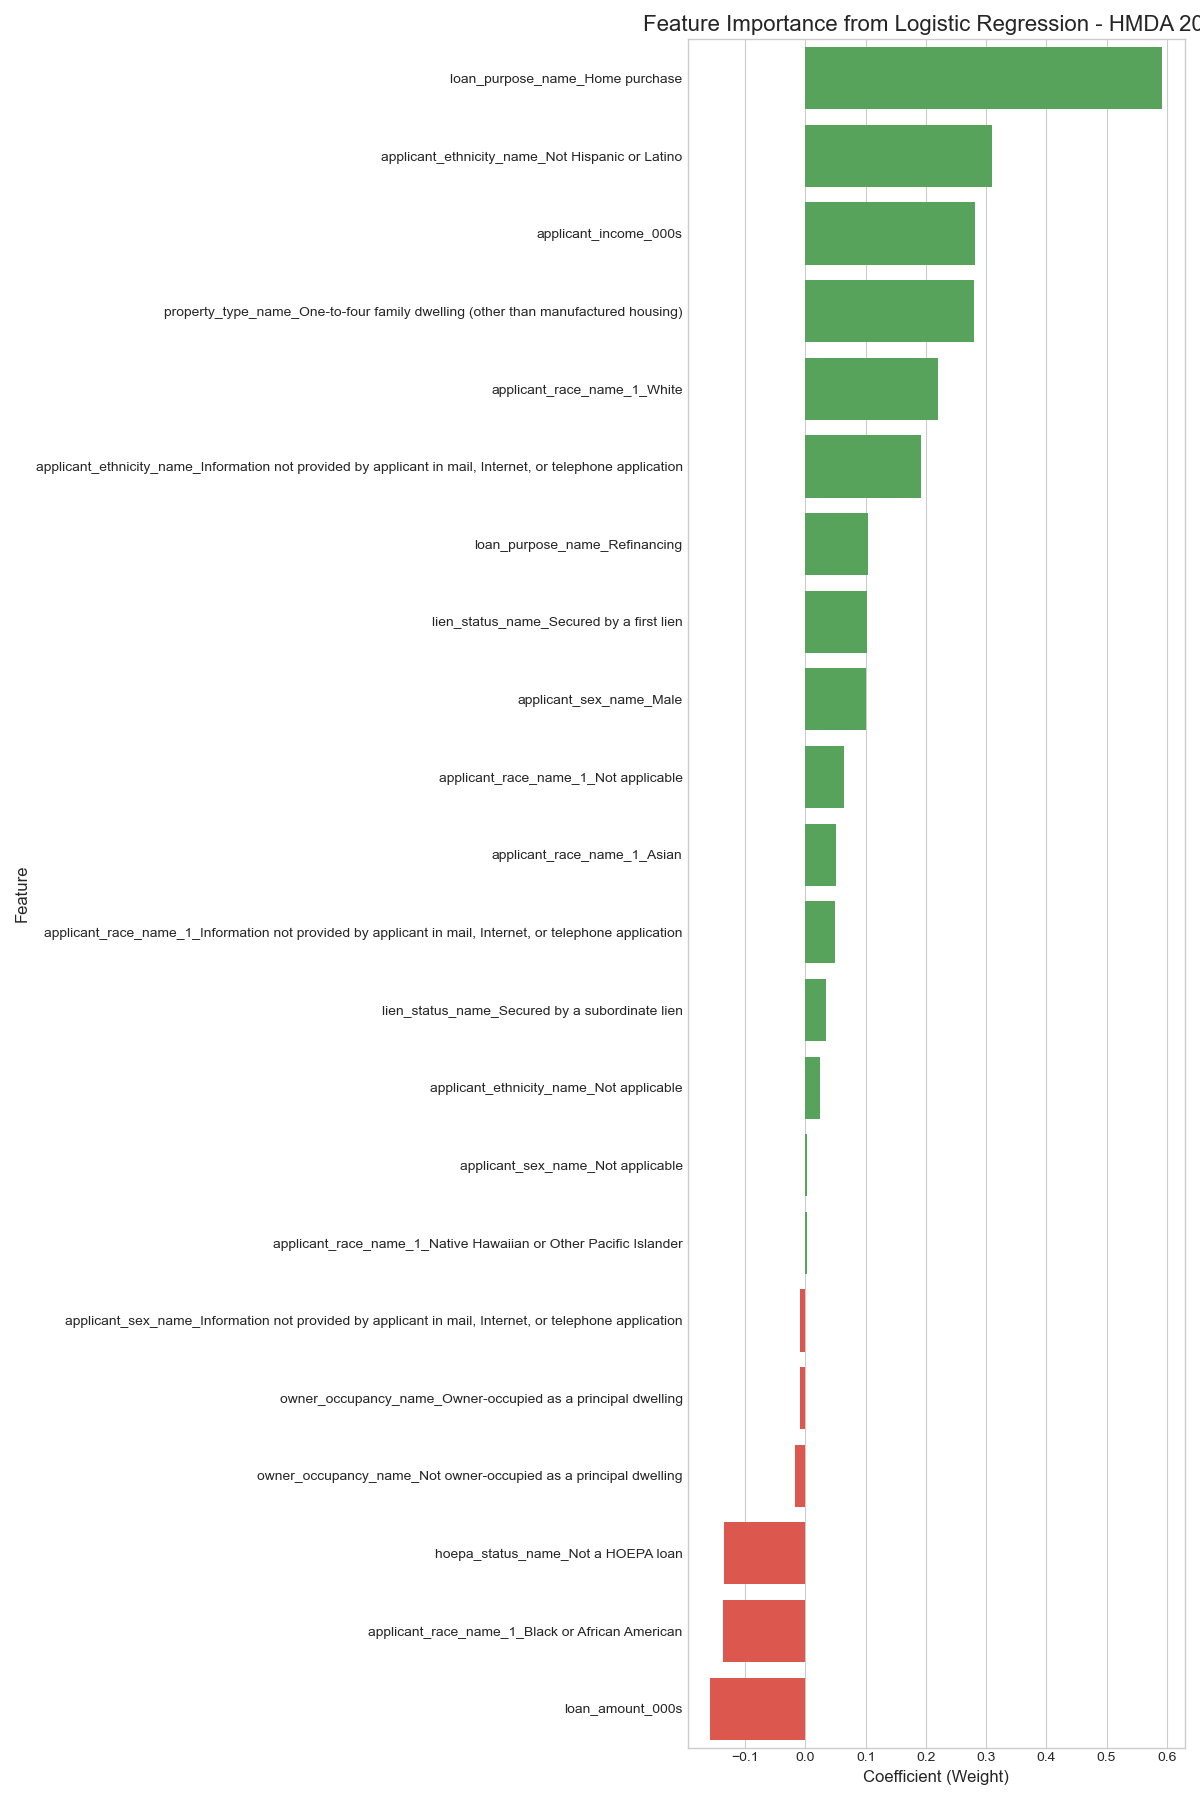 Feature Importance from Logistic Regression - HMDA 20
loan_purpose_name_Home purchase
applicant_ethnicity_name_Not Hispanic or Latino
applicant_income_000s
property_type_name_One-to-four family dwelling (other than manufactured housing)
applicant_race_name_1_White
applicant_ethnicity_name_Information not provided by applicant in mail, Internet, or telephone application
loan_purpose_name_Refinancing
lien_status_name_Secured by a first lien
applicant_sex_name_Male
applicant_race_name_1_Not applicable
applicant_race_name_1_Asian
Feature
applicant_race_name_1_Information not provided by applicant in mail, Internet, or telephone application
lien_status_name_Secured by a subordinate lien
applicant_ethnicity_name_Not applicable
applicant_sex_name_Not applicable
applicant_race_name_1_Native Hawaiian or Other Pacific Islander
applicant_sex_name_Information not provided by applicant in mail, Internet, or telephone application
owner_occupancy_name_Owner-occupied as a principal dwelling
owner_occupancy_name_Not owner-occupied as a principal dwelling
hoepa_status_name_Not a HOEPA loan
applicant_race_name_1_Black or African American
loan_amount_000s
−0.1 0.0 0.1 0.2 0.3 0.4 0.5 0.6
Coefficient (Weight)